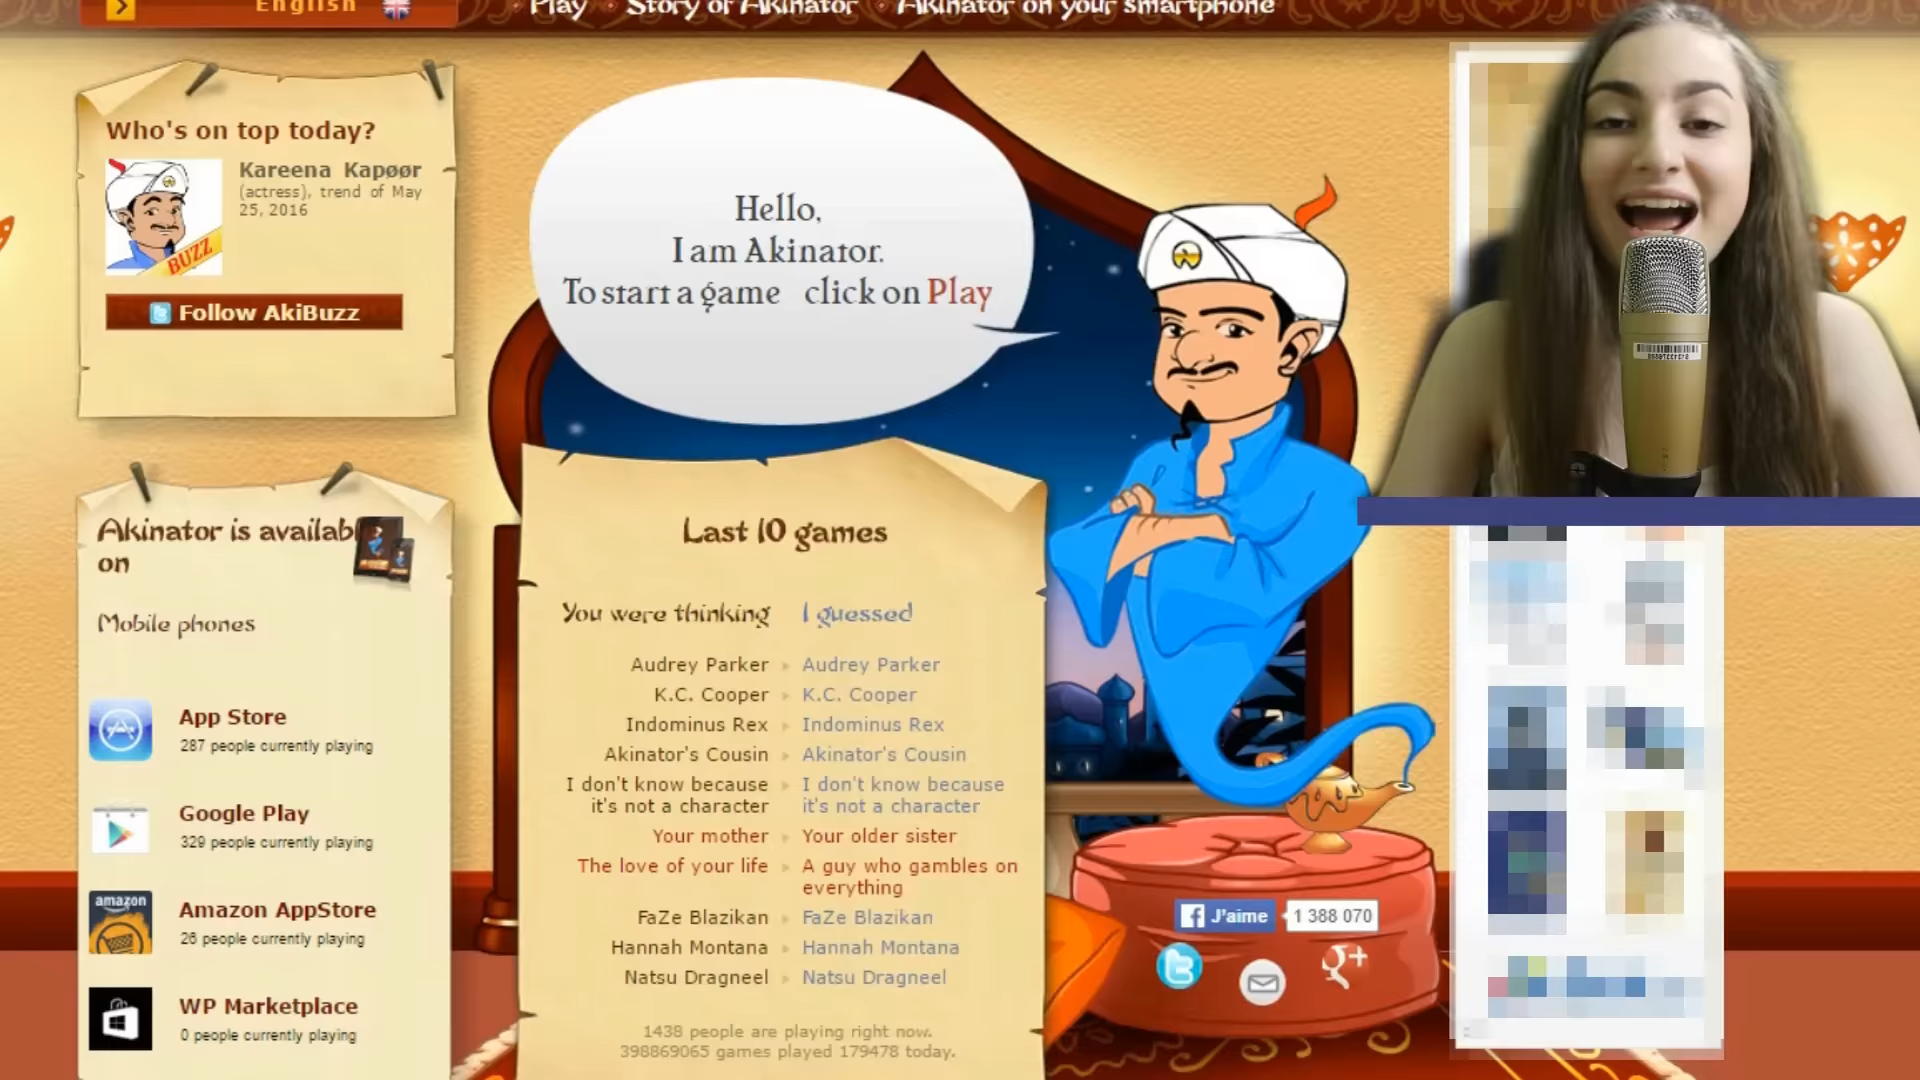 English
Play
Story of Akinator
Akinator on your smartphone
Who's on top today?
Kareena Kapøør
(actress), trend of May
25, 2016
BUZZ
Follow AkiBuzz
Hello,
I am Akinator.
To start a game click on Play
Akinator is availabl
on
Mobile phones
App Store
287 people currently playing
Google Play
329 people currently playing
amazon
Amazon AppStore
26 people currently playing
WP Marketplace
0 people currently playing
Last 10 games
You were thinking I guessed
Audrey Parker Audrey Parker
K.C. Cooper K.C. Cooper
Indominus Rex Indominus Rex
Akinator's Cousin Akinator's Cousin
I don't know because I don't know because
it's not a character it's not a character
Your mother Your older sister
The love of your life A guy who gambles on
everything
FaZe Blazikan FaZe Blazikan
Hannah Montana Hannah Montana
Natsu Dragneel Natsu Dragneel
1438 people are playing right now.
398869065 games played 179478 today.
J'aime 1 388 070
g+